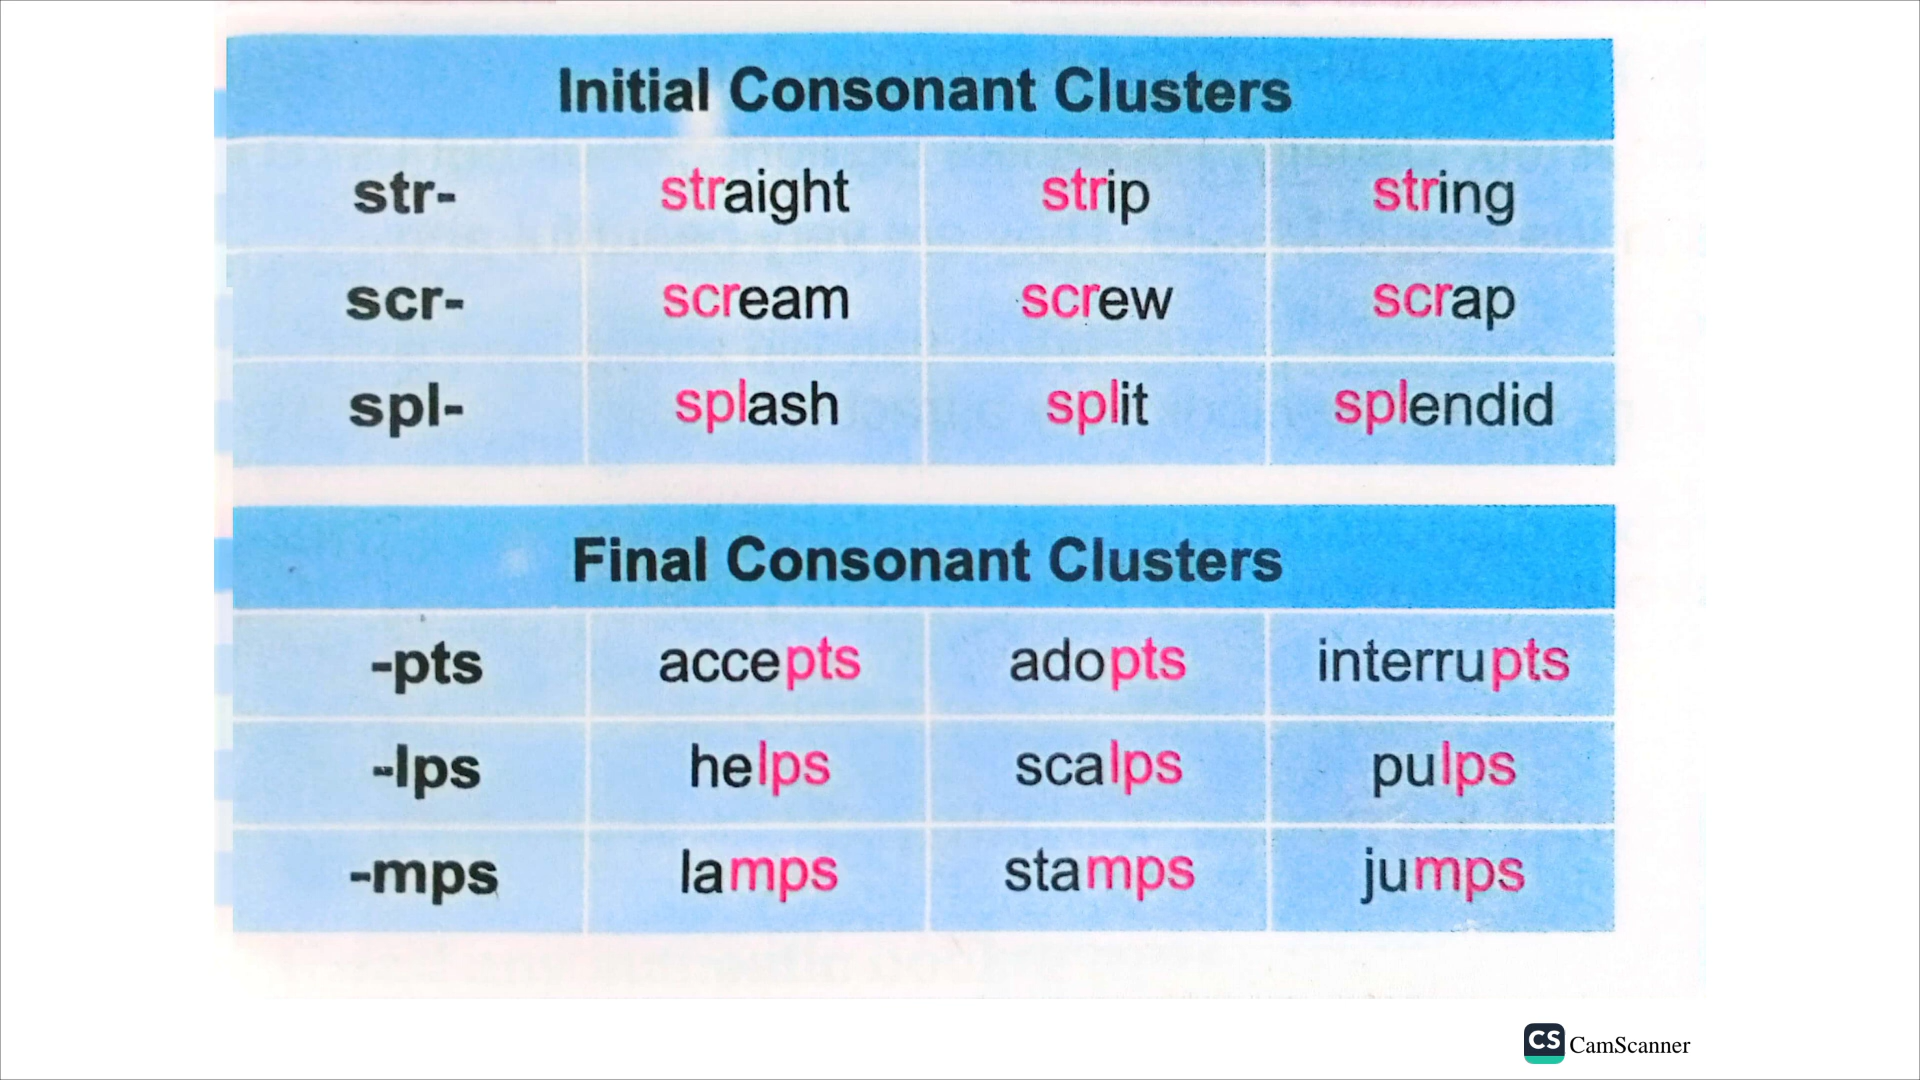 Initial Consonant Clusters
str- straight strip string
scr- scream screw scrap
spl- splash split splendid
Final Consonant Clusters
-pts accepts adopts interrupts
-lps helps scalps pulps
-mps lamps stamps jumps
CS CamScanner